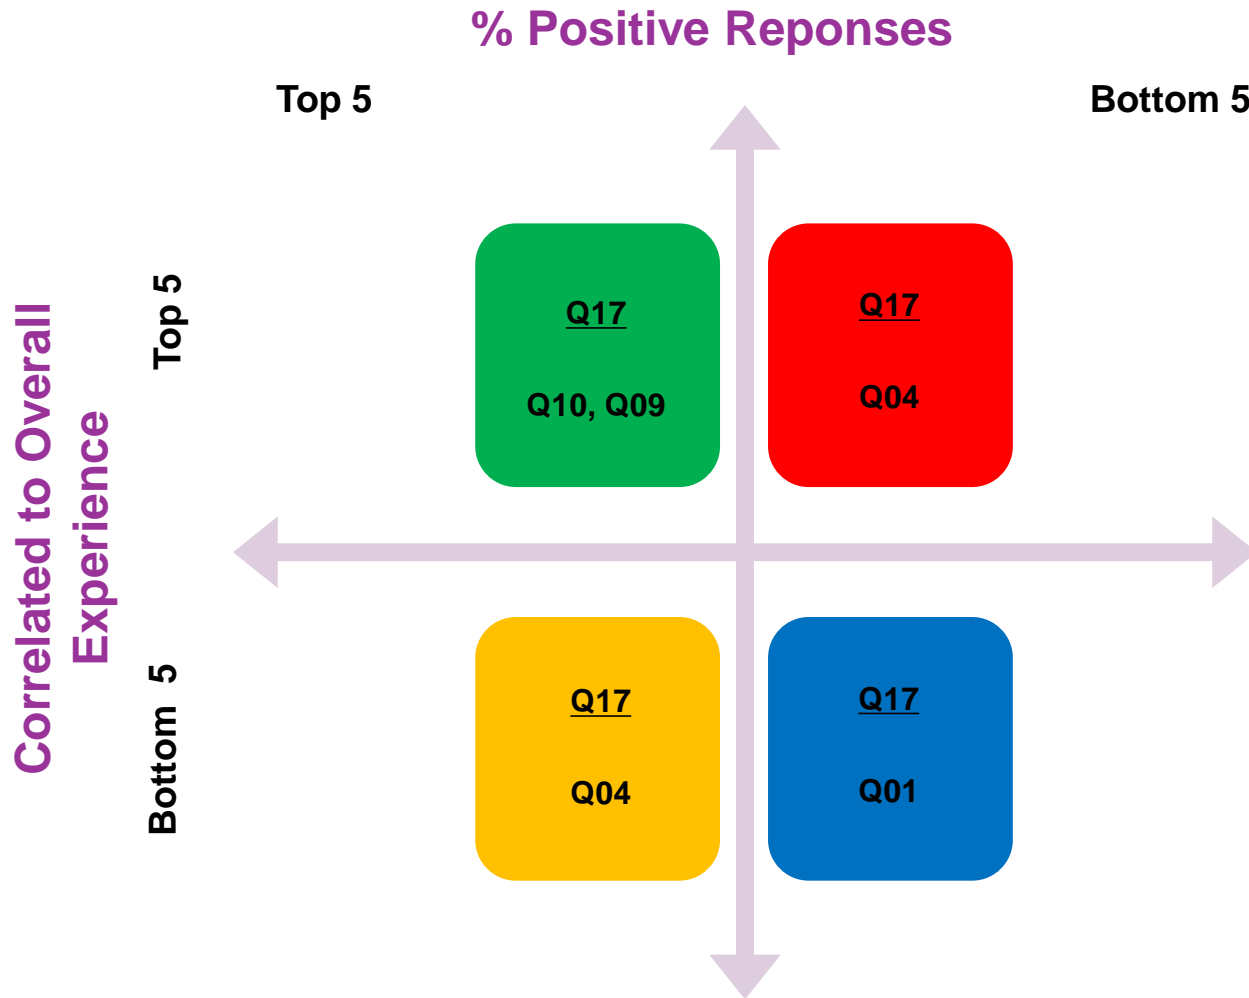 % Positive Reponses
Top 5
Bottom 5
Correlated to Overall
Experience
Top 5
Q17
Q10, Q09
Q17
Q04
Bottom  5
Q17
Q04
Q17
Q01